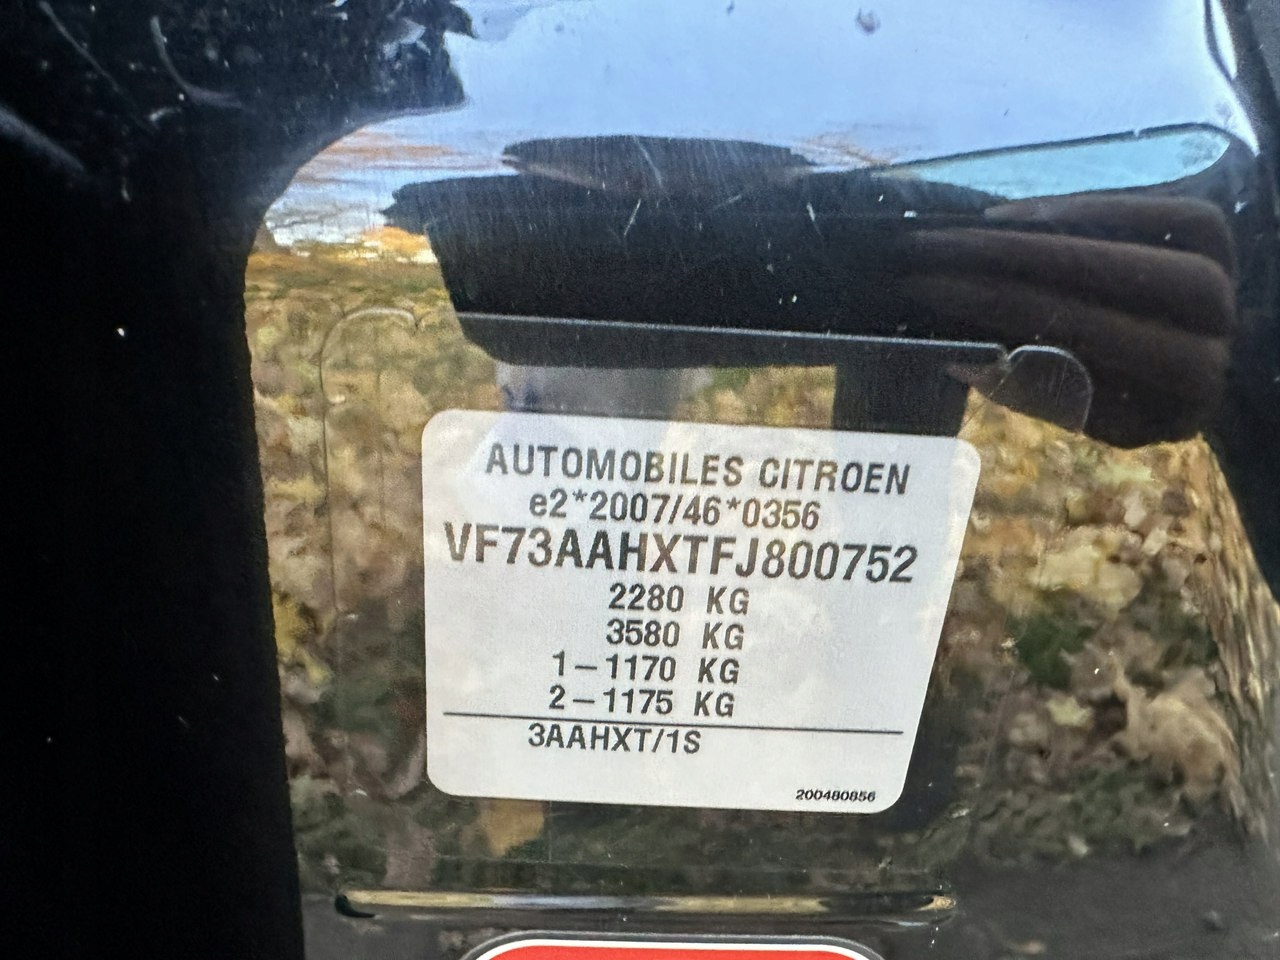 AUTOMOBILES CITROEN
e2*2007/46*0356
VF73AAHXTFJ800752
2280 KG
3580 KG
1-1170 KG
2-1175 KG
3AAHXT/1S
200480856